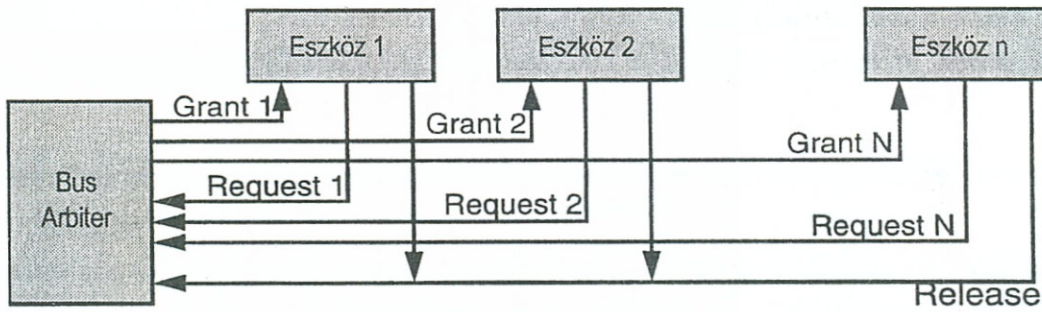 Eszköz 1
Eszköz 2
Eszköz n
Grant 1
Grant 2
Grant N
Bus
Arbiter
Request 1
Request 2
Request N
Release